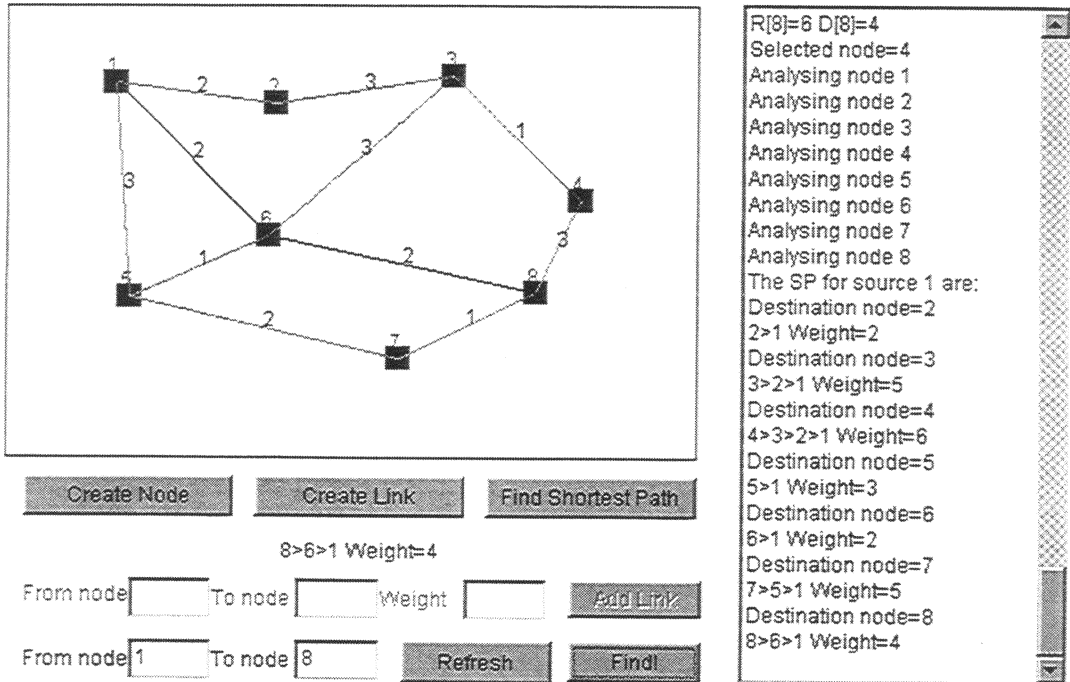 1
2
2
3
3
2
3
3
1
4
6
1
5
2
8
3
2
7
1
Create Node
Create Link
Find Shortest Path
8>6>1 Weight=4
From node To node Weight Add Link
From node 1 To node 8 Refresh Find!
R[8]=6 D[8]=4
Selected node=4
Analysing node 1
Analysing node 2
Analysing node 3
Analysing node 4
Analysing node 5
Analysing node 6
Analysing node 7
Analysing node 8
The SP for source 1 are:
Destination node=2
2>1 Weight=2
Destination node=3
3>2>1 Weight=5
Destination node=4
4>3>2>1 Weight=6
Destination node=5
5>1 Weight=3
Destination node=6
6>1 Weight=2
Destination node=7
7>5>1 Weight=5
Destination node=8
8>6>1 Weight=4